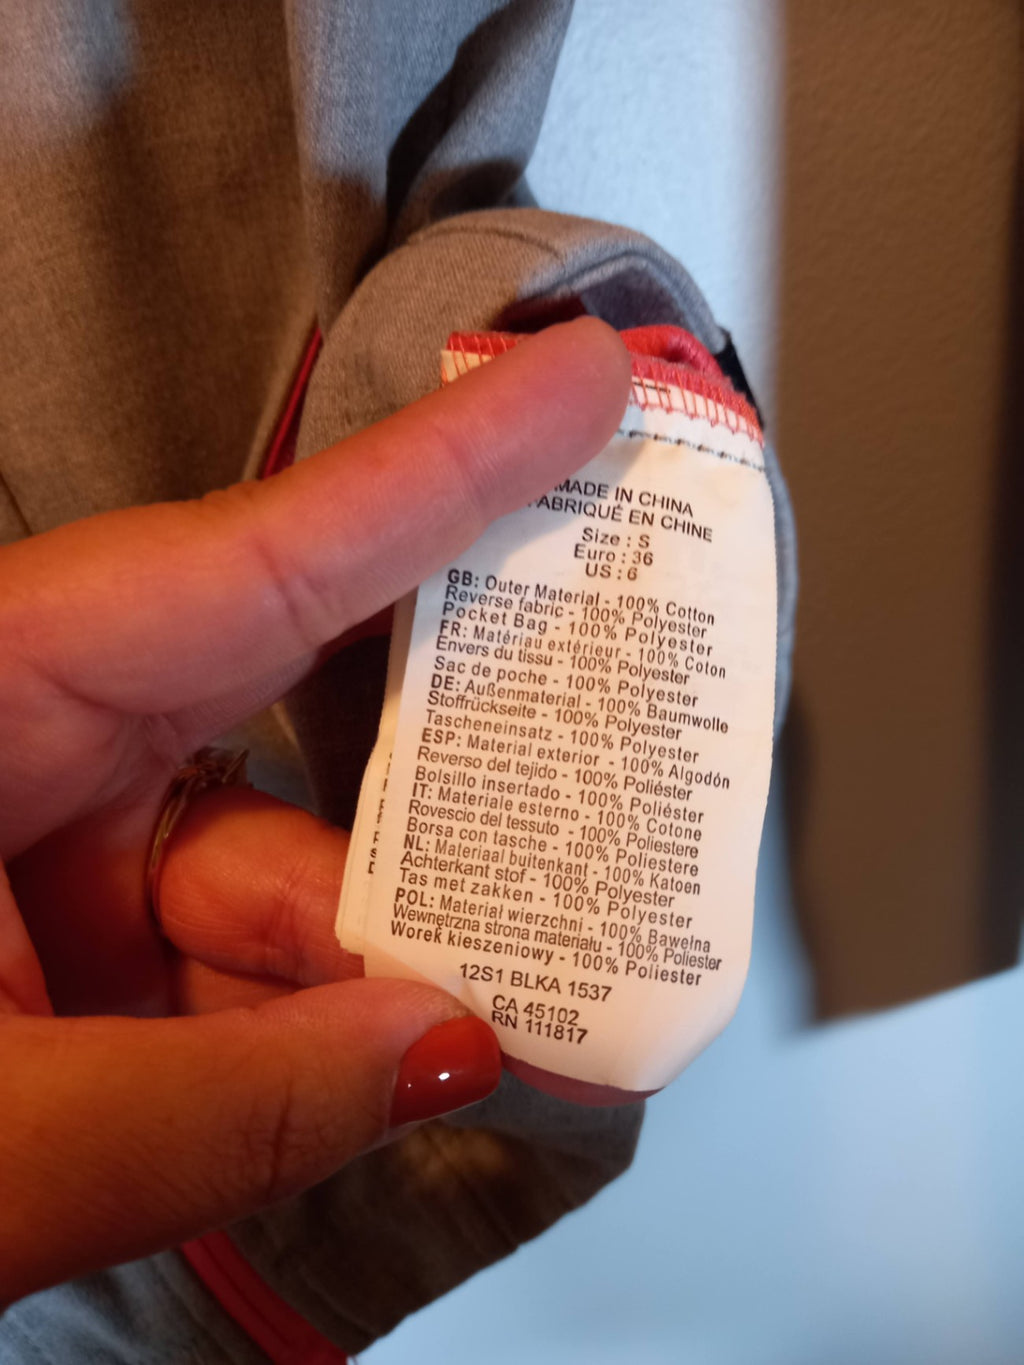 MADE IN CHINA
FABRIQUÉ EN CHINE
Size : S
Euro : 36
US : 6
GB: Outer Material - 100% Cotton
Reverse fabric - 100% Polyester
Pocket Bag - 100% Polyester
FR: Matériau extérieur - 100% Coton
Envers du tissu - 100% Polyester
Sac de poche - 100% Polyester
DE: Außenmaterial - 100% Baumwolle
Stoffrückseite - 100% Polyester
Tascheneinsatz - 100% Polyester
ESP: Material exterior - 100% Algodón
Reverso del tejido - 100% Poliéster
Bolsillo insertado - 100% Poliéster
IT: Materiale esterno - 100% Cotone
Rovescio del tessuto - 100% Poliestere
Borsa con tasche - 100% Poliestere
NL: Materiaal buitenkant - 100% Katoen
Achterkant stof - 100% Polyester
Tas met zakken - 100% Polyester
POL: Materiał wierzchni - 100% Bawełna
Wewnętrzna strona materiału - 100% Poliester
Worek kieszeniowy - 100% Poliester
12S1 BLKA 1537
CA 45102
RN 111817